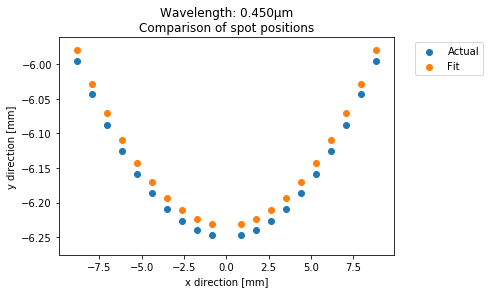 Wavelength: 0.450μm
Comparison of spot positions
Actual
Fit
y direction [mm]
−6.00
−6.05
−6.10
−6.15
−6.20
−6.25
−7.5 −5.0 −2.5 0.0 2.5 5.0 7.5
x direction [mm]